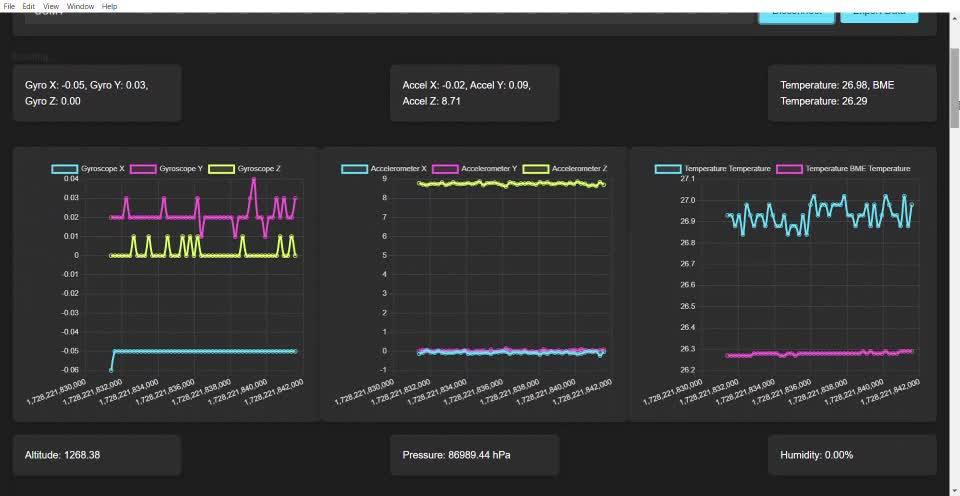 File Edit View Window Help
Disconnect Export Data
Gyro X: -0.05, Gyro Y: 0.03,
Gyro Z: 0.00
Accel X: -0.02, Accel Y: 0.09,
Accel Z: 8.71
Temperature: 26.98, BME
Temperature: 26.29
Gyroscope X Gyroscope Y Gyroscope Z
0.04
0.03
0.02
0.01
0
-0.01
-0.02
-0.03
-0.04
-0.05
-0.06
1,728,221,830,000 1,728,221,832,000 1,728,221,834,000 1,728,221,836,000 1,728,221,838,000 1,728,221,840,000 1,728,221,842,000
Accelerometer X Accelerometer Y Accelerometer Z
9
8
7
6
5
4
3
2
1
0
-1
1,728,221,830,000 1,728,221,832,000 1,728,221,834,000 1,728,221,836,000 1,728,221,838,000 1,728,221,840,000 1,728,221,842,000
Temperature Temperature Temperature BME Temperature
27.1
27.0
26.9
26.8
26.7
26.6
26.5
26.4
26.3
26.2
1,728,221,830,000 1,728,221,832,000 1,728,221,834,000 1,728,221,836,000 1,728,221,838,000 1,728,221,840,000 1,728,221,842,000
Altitude: 1268.38
Pressure: 86989.44 hPa
Humidity: 0.00%